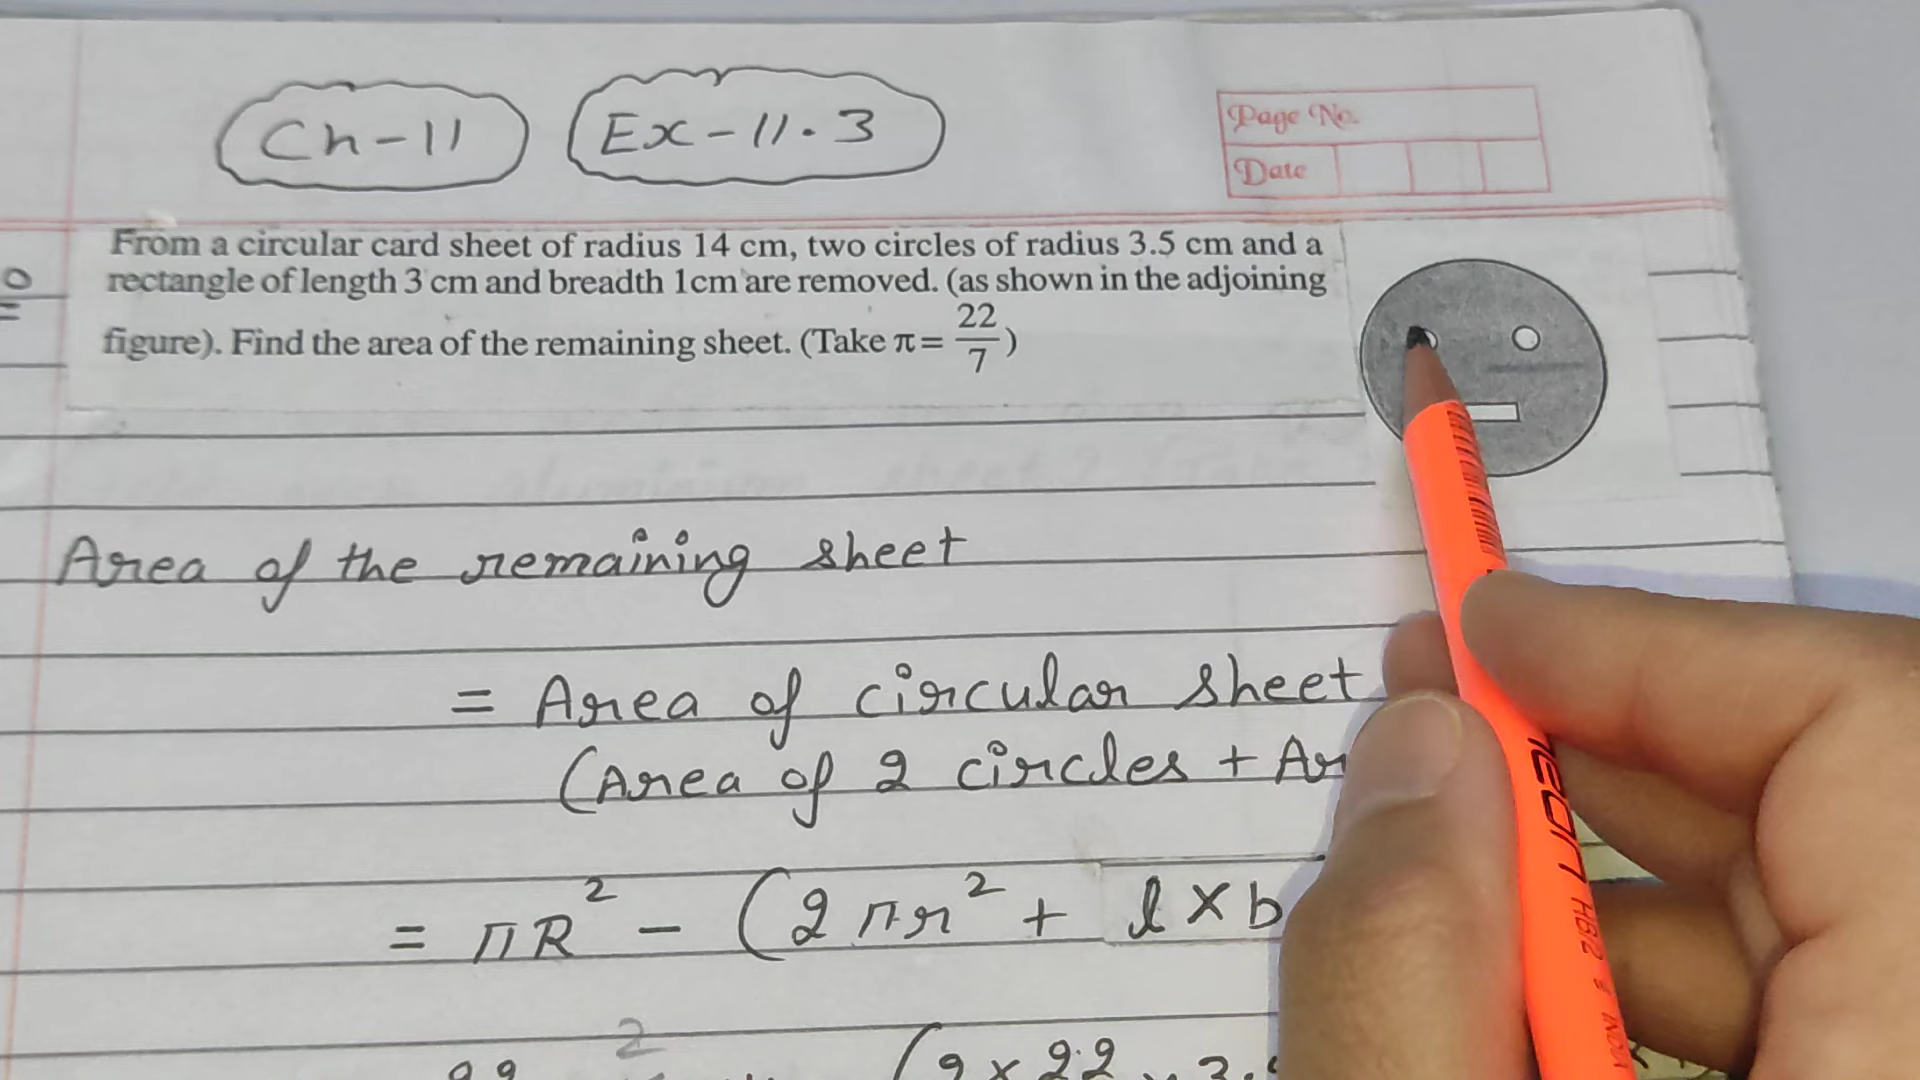 Ch-11 Ex-11.3
Page No.
Date
From a circular card sheet of radius 14 cm, two circles of radius 3.5 cm and a
rectangle of length 3 cm and breadth 1cm are removed. (as shown in the adjoining
figure). Find the area of the remaining sheet. (Take π = 22/7)
Area of the remaining sheet
= Area of circular sheet
(Area of 2 circles +
= πR² - (2πr² + l×b
(2×22
HB2